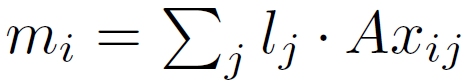 $m_i = \sum_j l_j \cdot Ax_{ij}$